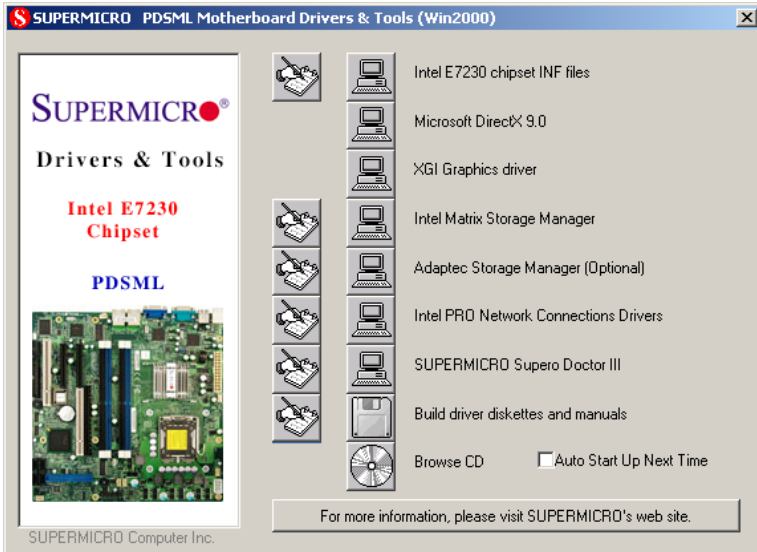 SUPERMICRO PDSML Motherboard Drivers & Tools (Win2000)
SUPERMICRO®
Drivers & Tools
Intel E7230
Chipset
PDSML
SUPERMICRO Computer Inc.
Intel E7230 chipset INF files
Microsoft DirectX 9.0
XGI Graphics driver
Intel Matrix Storage Manager
Adaptec Storage Manager (Optional)
Intel PRO Network Connections Drivers
SUPERMICRO Supero Doctor III
Build driver diskettes and manuals
Browse CD
Auto Start Up Next Time
For more information, please visit SUPERMICRO's web site.